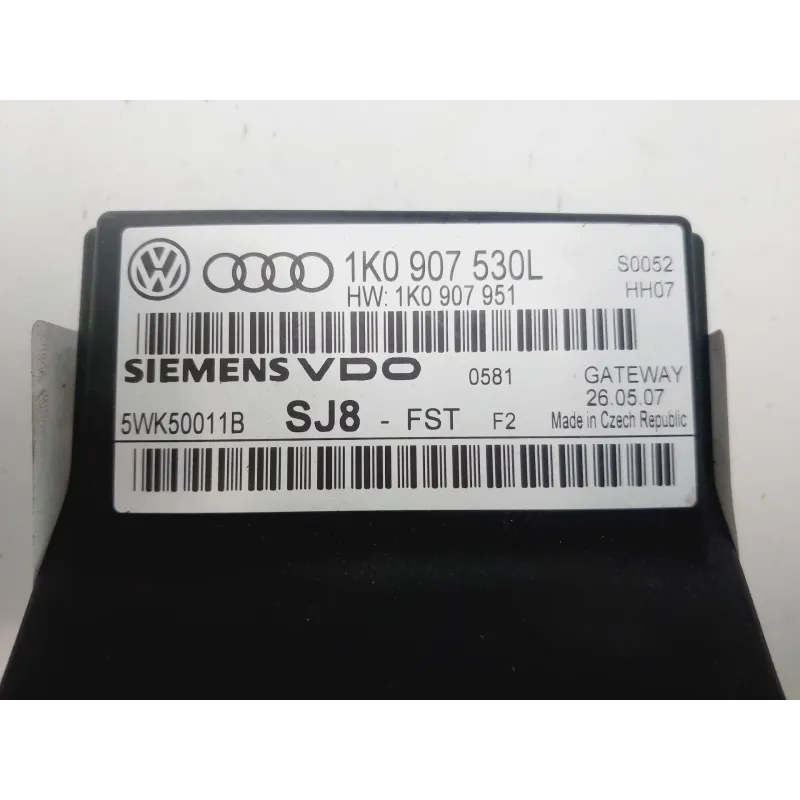 VW 1K0 907 530L S0052
HW: 1K0 907 951 HH07
SIEMENS VDO 0581 GATEWAY
26.05.07
5WK50011B SJ8 - FST F2 Made in Czech Republic